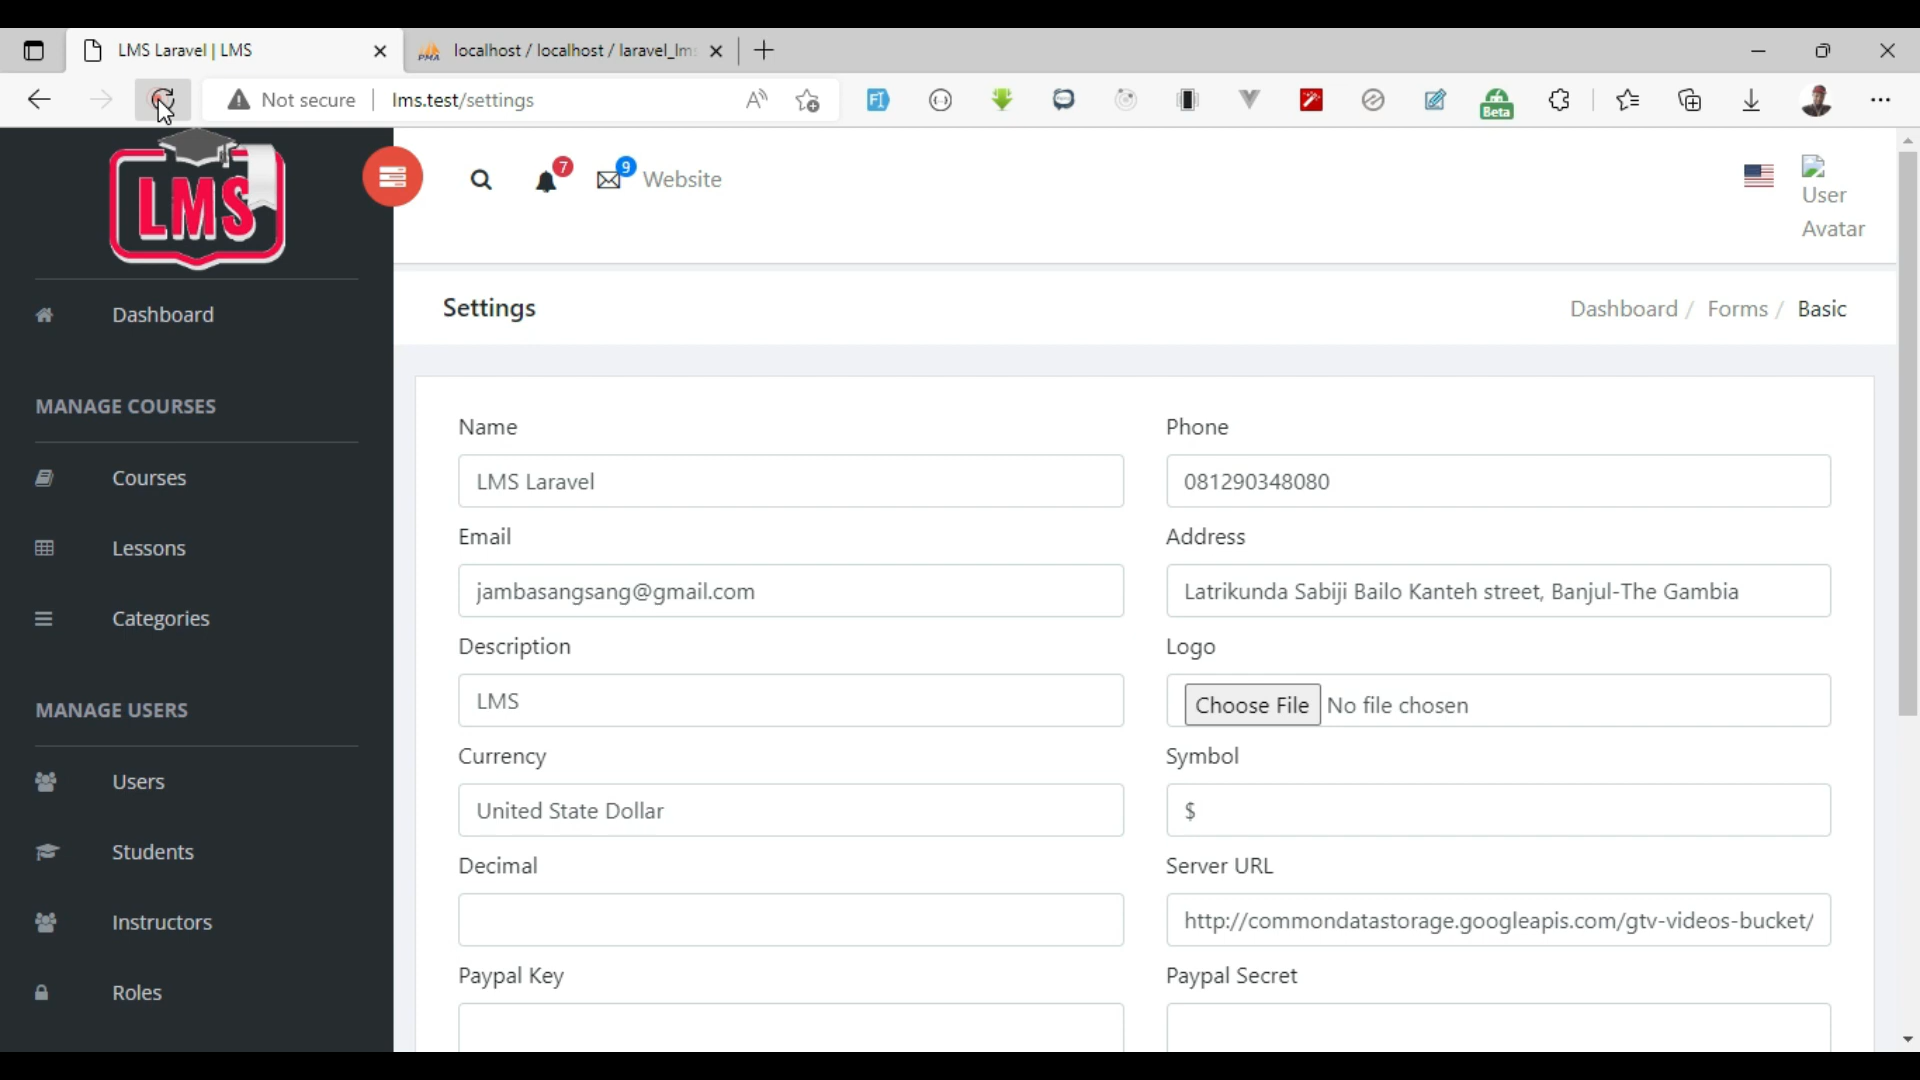 LMS Laravel | LMS
localhost / localhost / laravel_lm
Not secure
lms.test/settings
Beta
LMS
7
9
Website
User
Avatar
Settings
Dashboard / Forms / Basic
Dashboard
MANAGE COURSES
Courses
Lessons
Categories
MANAGE USERS
Users
Students
Instructors
Roles
Name
LMS Laravel
Phone
081290348080
Email
jambasangsang@gmail.com
Address
Latrikunda Sabiji Bailo Kanteh street, Banjul-The Gambia
Description
LMS
Logo
Choose File No file chosen
Currency
United State Dollar
Symbol
$
Decimal
Server URL
http://commondatastorage.googleapis.com/gtv-videos-bucket/
Paypal Key
Paypal Secret